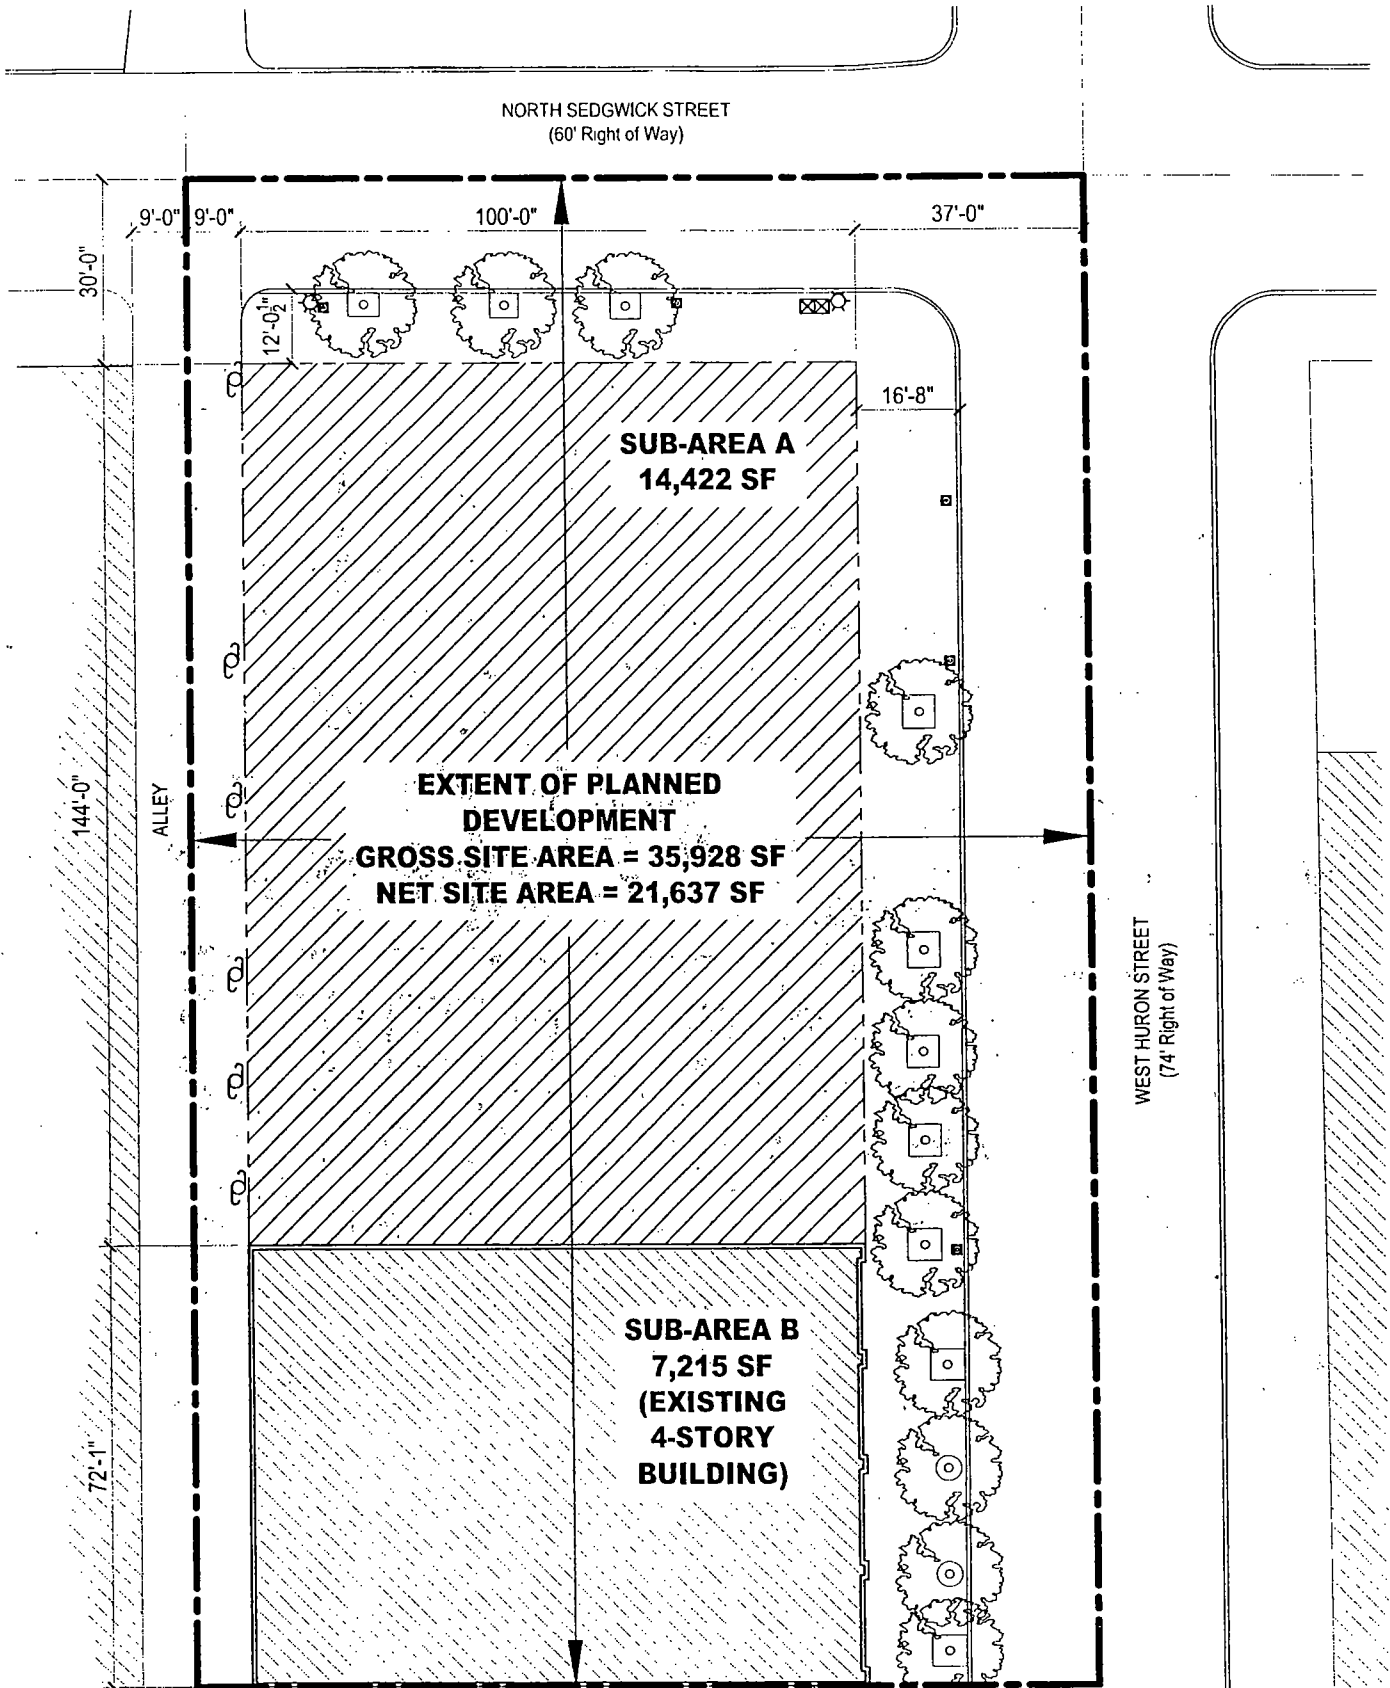 NORTH SEDGWICK STREET
(60' Right of Way)
9'-0"
9'-0"
100'-0"
37'-0"
30'-0"
12'-0 1/2"
16'-8"
SUB-AREA A
14,422 SF
144'-0"
ALLEY
EXTENT OF PLANNED
DEVELOPMENT
GROSS SITE AREA = 35,928 SF
NET SITE AREA = 21,637 SF
WEST HURON STREET
(74' Right of Way)
SUB-AREA B
7,215 SF
(EXISTING
4-STORY
BUILDING)
72'-1"